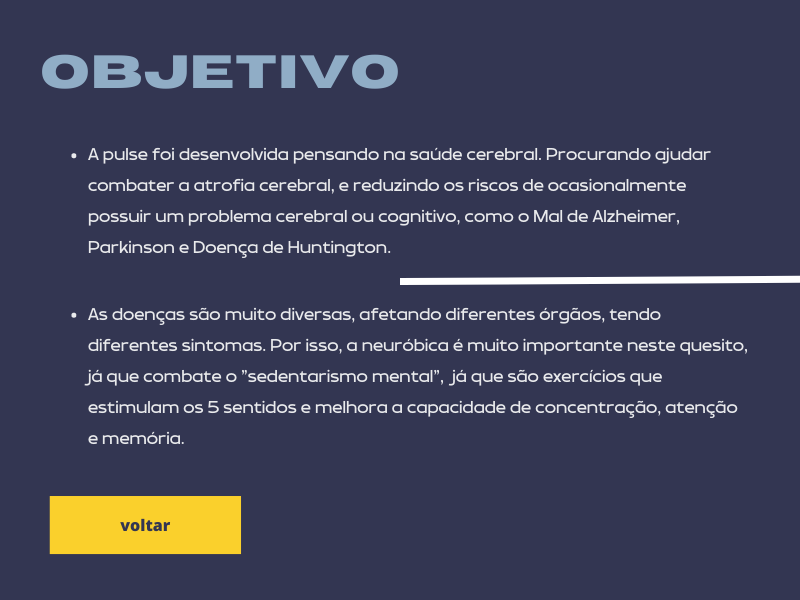 OBJETIVO
• A pulse foi desenvolvida pensando na saúde cerebral. Procurando ajudar
combater a atrofia cerebral, e reduzindo os riscos de ocasionalmente
possuir um problema cerebral ou cognitivo, como o Mal de Alzheimer,
Parkinson e Doença de Huntington.
• As doenças são muito diversas, afetando diferentes órgãos, tendo
diferentes sintomas. Por isso, a neuróbica é muito importante neste quesito,
já que combate o ”sedentarismo mental”, já que são exercícios que
estimulam os 5 sentidos e melhora a capacidade de concentração, atenção
e memória.
voltar